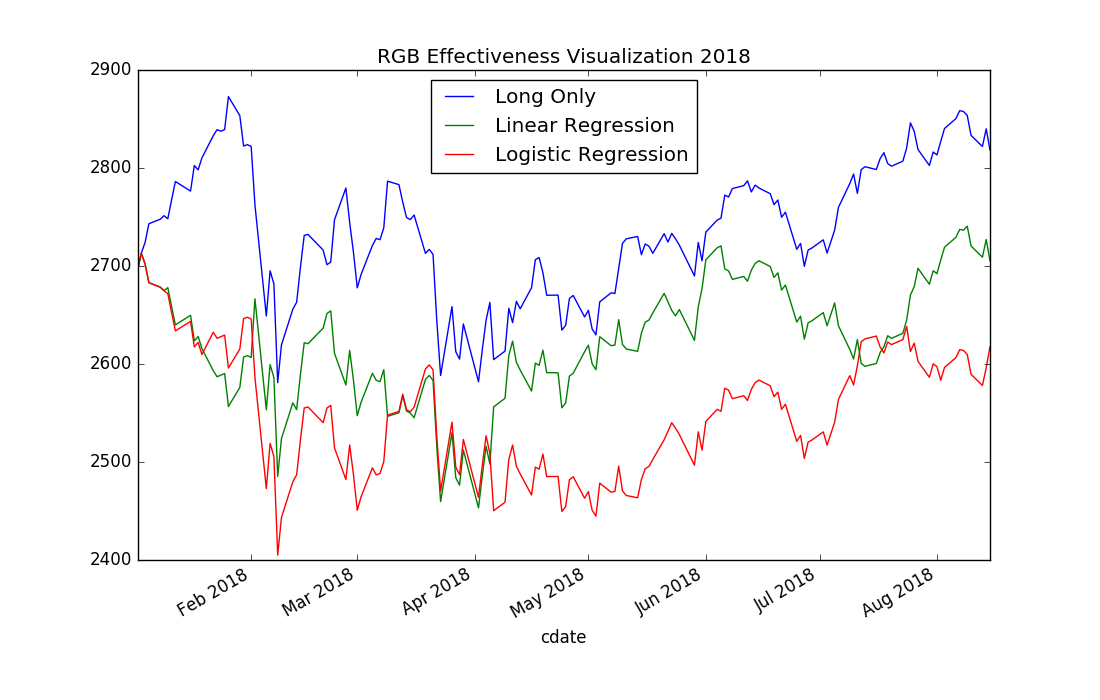 RGB Effectiveness Visualization 2018
2900
2800
2700
2600
2500
2400
Long Only
Linear Regression
Logistic Regression
Feb 2018
Mar 2018
Apr 2018
May 2018
Jun 2018
Jul 2018
Aug 2018
cdate